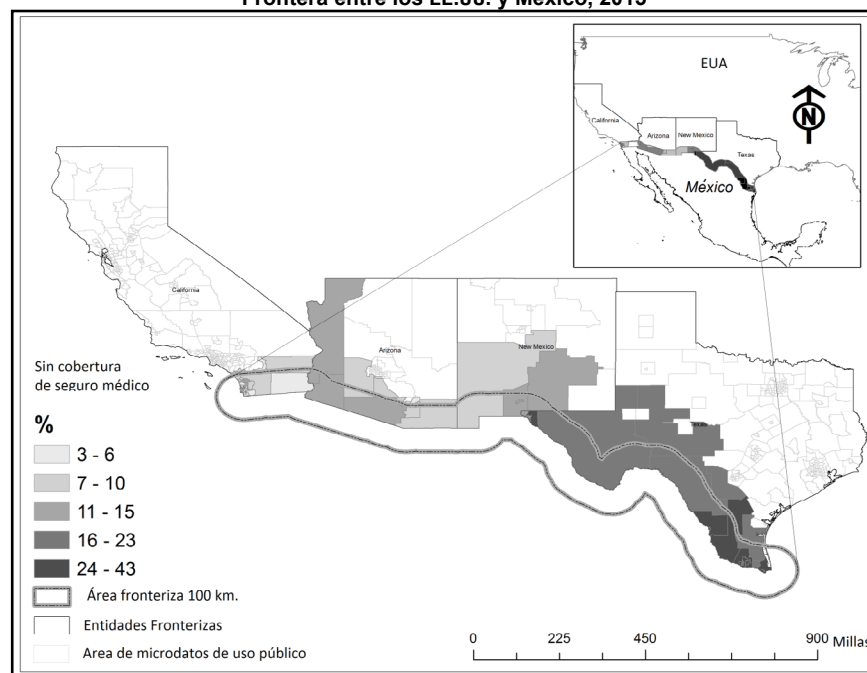 Frontera entre los EE.UU. y México, 2015
EUA
N
California
Arizona
New Mexico
Texas
México
California
Arizona
New Mexico
Texas
Sin cobertura
de seguro médico
%
3 - 6
7 - 10
11 - 15
16 - 23
24 - 43
Área fronteriza 100 km.
Entidades Fronterizas
Area de microdatos de uso público
0 225 450 900 Millas